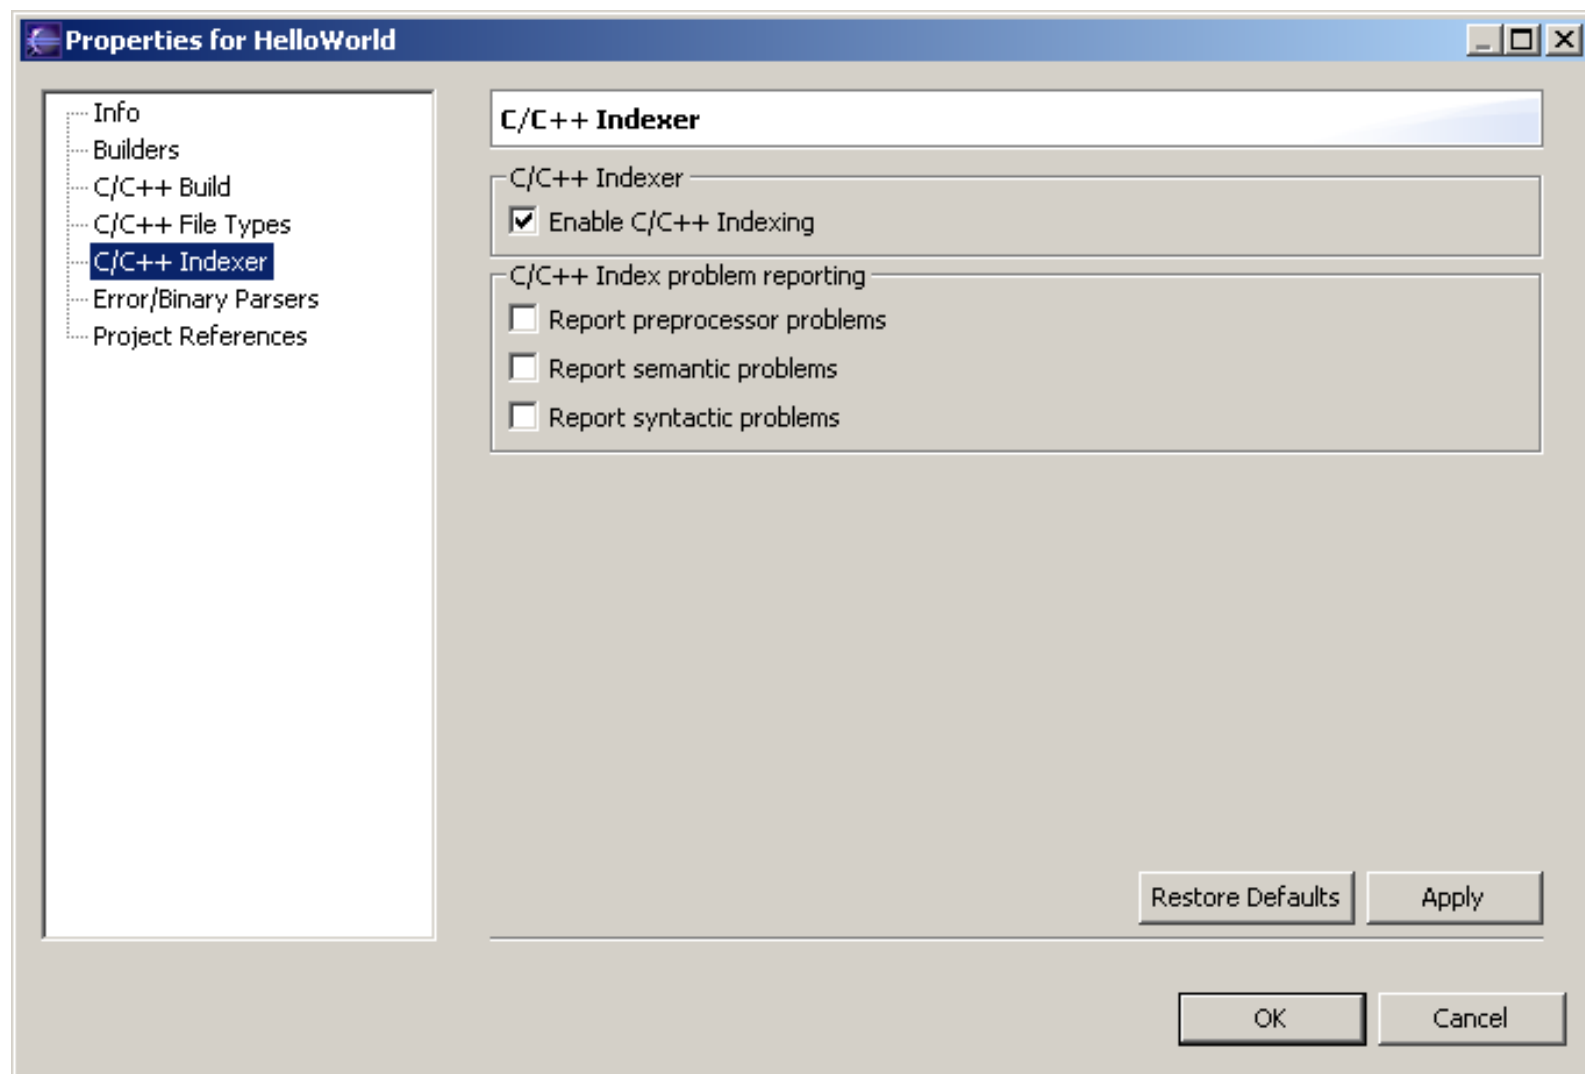 Properties for HelloWorld
Info
Builders
C/C++ Build
C/C++ File Types
C/C++ Indexer
Error/Binary Parsers
Project References
C/C++ Indexer
C/C++ Indexer
Enable C/C++ Indexing
C/C++ Index problem reporting
Report preprocessor problems
Report semantic problems
Report syntactic problems
Restore Defaults
Apply
OK
Cancel